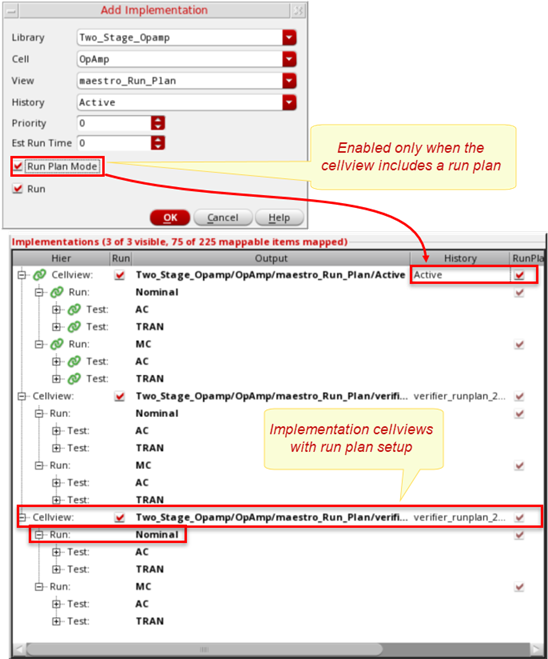 Add Implementation
Library Two_Stage_Opamp
Cell OpAmp
View maestro_Run_Plan
History Active
Priority 0
Est Run Time 0
Run Plan Mode
Run
OK Cancel Help
Enabled only when the
cellview includes a run plan
Implementations (3 of 3 visible, 75 of 225 mappable items mapped)
Hier Run Output History RunPla
Cellview: Two_Stage_Opamp/OpAmp/maestro_Run_Plan/Active Active
Run: Nominal
Test: AC
Test: TRAN
Run: MC
Test: AC
Test: TRAN
Cellview: Two_Stage_Opamp/OpAmp/maestro_Run_Plan/verifi... verifier_runplan_2...
Run: Nominal
Test: AC
Test: TRAN
Run: MC
Test: AC
Test: TRAN
Implementation cellviews
with run plan setup
Cellview: Two_Stage_Opamp/OpAmp/maestro_Run_Plan/verifi... verifier_runplan_2...
Run: Nominal
Test: AC
Test: TRAN
Run: MC
Test: AC
Test: TRAN